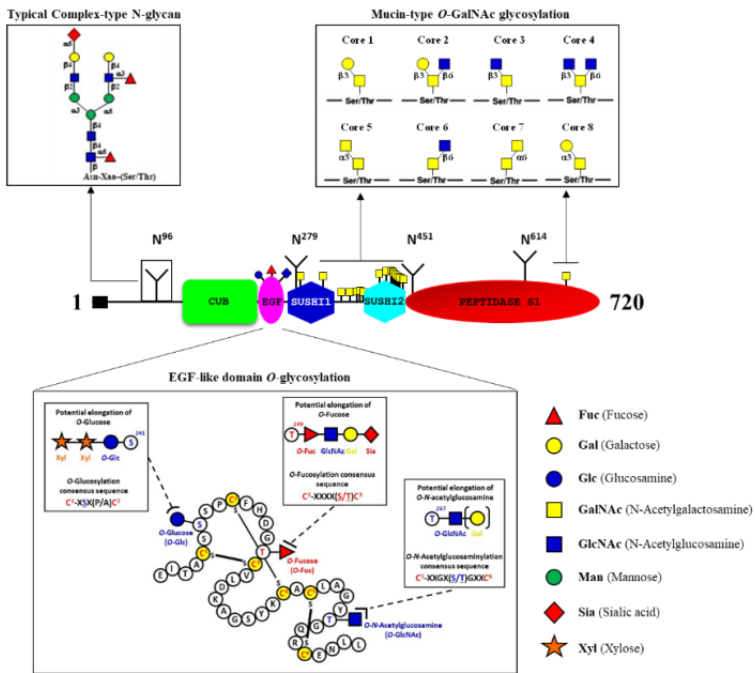 Typical Complex-type N-glycan
α6
β4
β4
α3
β2
β2
α3
α6
β4
β4
α6
β
Asn-Xaa–(Ser/Thr)
Mucin-type O-GalNAc glycosylation
Core 1
Core 2
Core 3
Core 4
β3
β3
β6
β3
β3
β6
Ser/Thr
Ser/Thr
Ser/Thr
Ser/Thr
Core 5
Core 6
Core 7
Core 8
α3
β6
α6
α3
Ser/Thr
Ser/Thr
Ser/Thr
Ser/Thr
N96
N279
N451
N614
1
CUB
EGF
SUSHI1
SUSHI2
PEPTIDASE S1
720
EGF-like domain O-glycosylation
Potential elongation of
O-Glucose
S 241
Xyl
Xyl
O-Glc
O-Glucosylation
consensus sequence
C1-XSX(P/A)C2
Potential elongation of
O-Fucose
T 249
O-Fuc
GlcNAc
Gal
Sia
O-Fucosylation consensus
sequence
C2-XXXX(S/T)C3
Potential elongation of
O-N-acetylglucosamine
T 267
O-GlcNAc
Gal
O-N-Acetylglucosaminylation
consensus sequence
C5-XXGX(S/T)GXXC6
O-Glucose
(O-Glc)
O-Fucose
(O-Fuc)
O-N-Acetylglucosamine
(O-GlcNAc)
Fuc (Fucose)
Gal (Galactose)
Glc (Glucosamine)
GalNAc (N-Acetylgalactosamine)
GlcNAc (N-Acetylglucosamine)
Man (Mannose)
Sia (Sialic acid)
Xyl (Xylose)